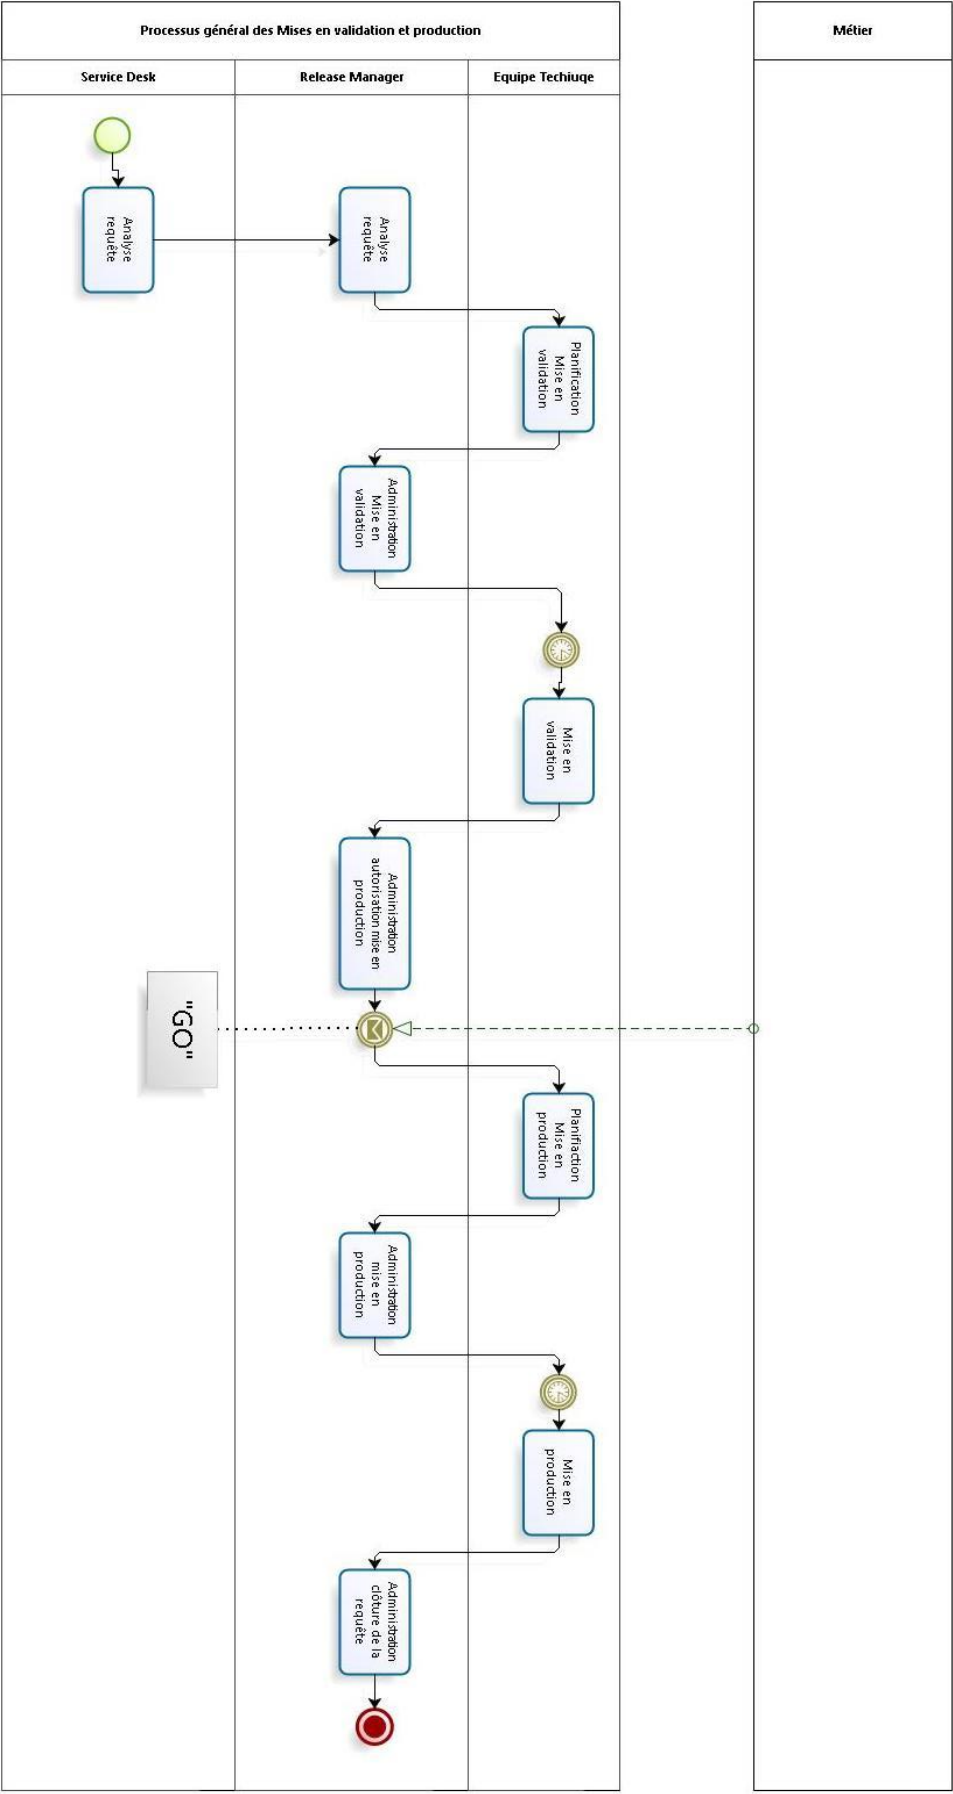 Processus général des Mises en validation et production
Métier
Service Desk
Release Manager
Equipe Techiuqe
Analyse
requête
Analyse
requête
Planification
Mise en
validation
Administration
Mise en
validation
Mise en
validation
Administration
autorisation mise en
production
"GO"
Planifiaction
Mise en
production
Administration
mise en
production
Mise en
production
Administration
clôture de la
requête